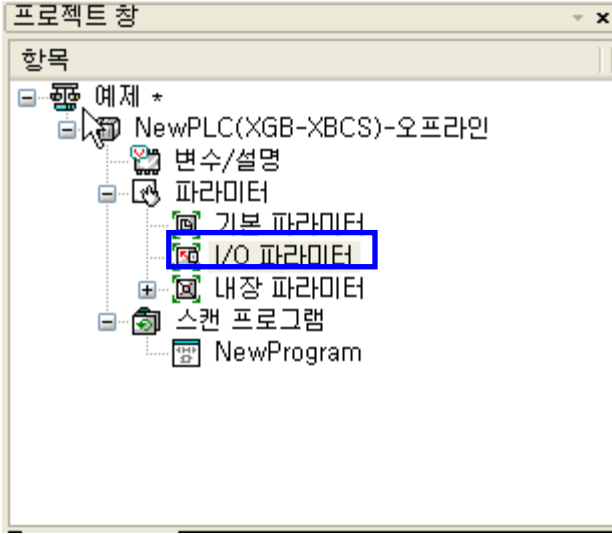 프로젝트 창
항목
예제 *
NewPLC(XGB-XBCS)-오프라인
변수/설명
파라미터
기본 파라미터
I/O 파라미터
내장 파라미터
스캔 프로그램
NewProgram